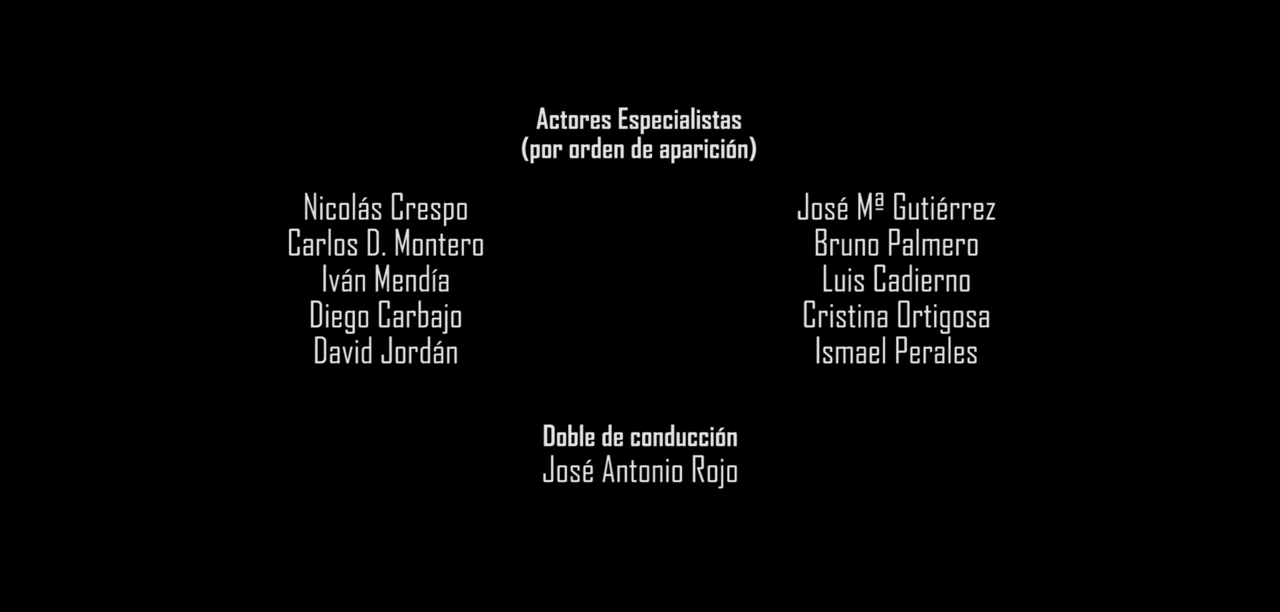 Actores Especialistas
(por orden de aparición)
Nicolás Crespo
Carlos D. Montero
Iván Mendía
Diego Carbajo
David Jordán
José Mª Gutiérrez
Bruno Palmero
Luis Cadierno
Cristina Ortigosa
Ismael Perales
Doble de conducción
José Antonio Rojo